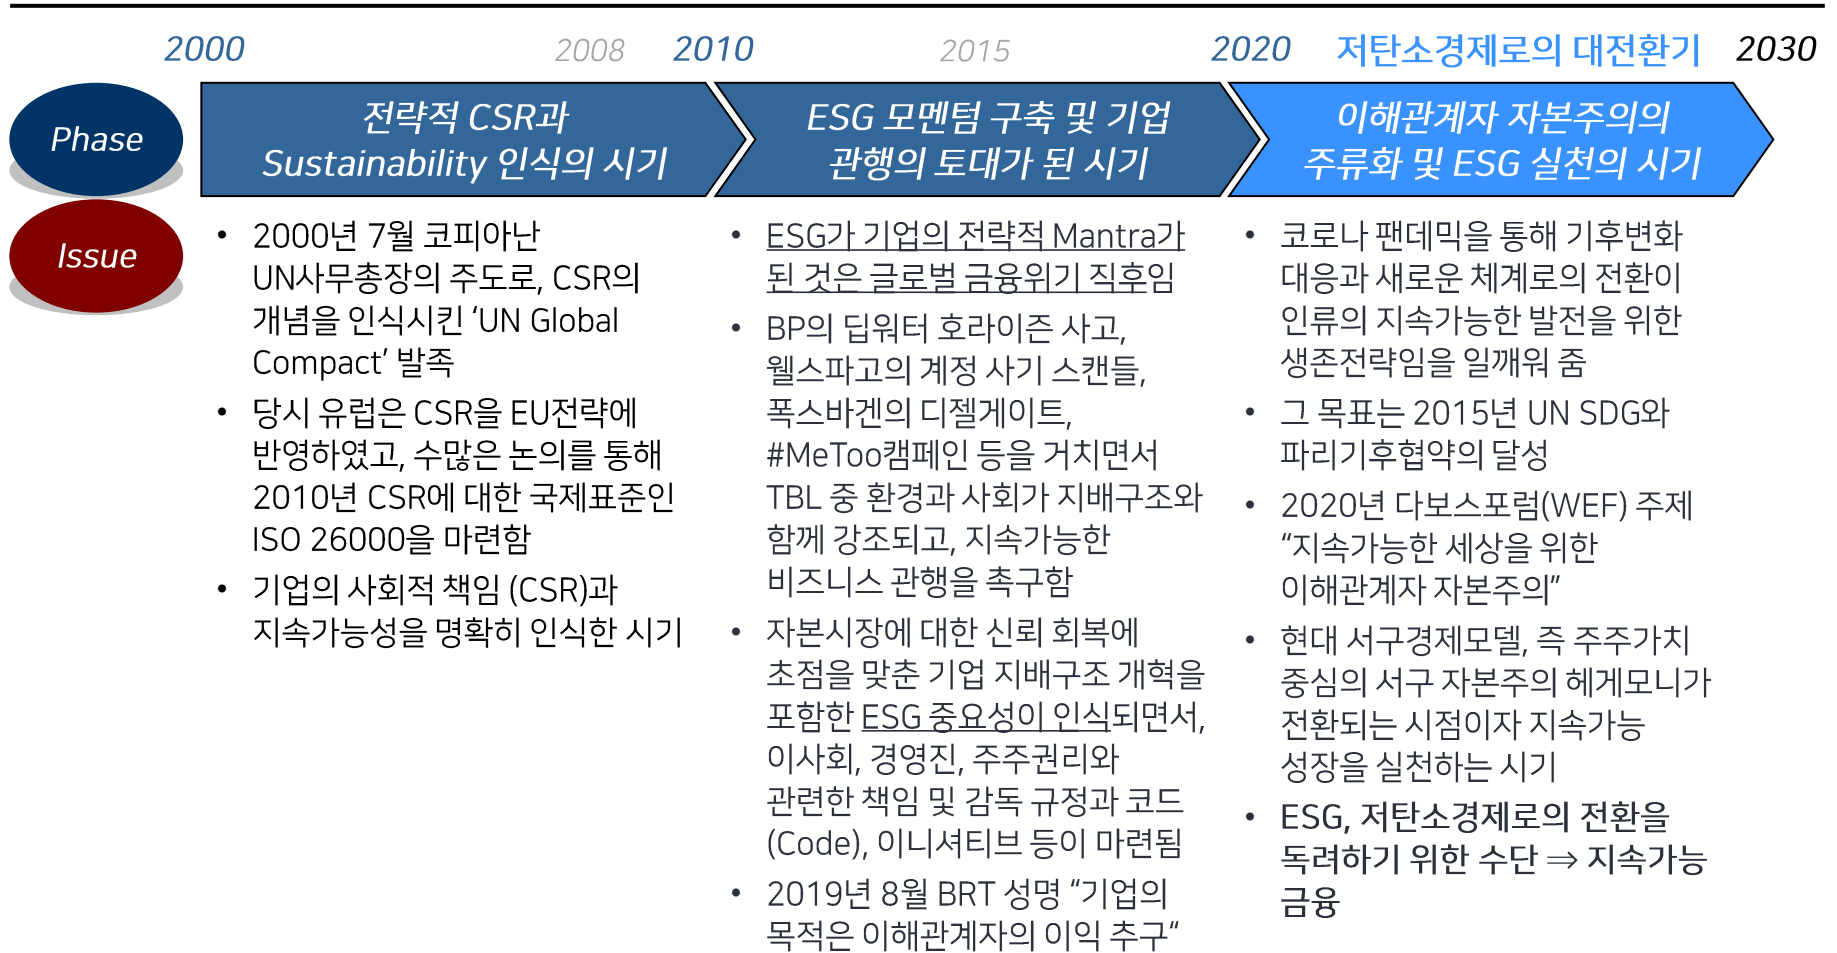 2000 2008 2010 2015 2020 저탄소경제로의 대전환기 2030
Phase
전략적 CSR과
Sustainability 인식의 시기
ESG 모멘텀 구축 및 기업
관행의 토대가 된 시기
이해관계자 자본주의의
주류화 및 ESG 실천의 시기
Issue
• 2000년 7월 코피아난
UN사무총장의 주도로, CSR의
개념을 인식시킨 ‘UN Global
Compact’ 발족
• 당시 유럽은 CSR을 EU전략에
반영하였고, 수많은 논의를 통해
2010년 CSR에 대한 국제표준인
ISO 26000을 마련함
• 기업의 사회적 책임 (CSR)과
지속가능성을 명확히 인식한 시기
• ESG가 기업의 전략적 Mantra가
된 것은 글로벌 금융위기 직후임
• BP의 딥워터 호라이즌 사고,
웰스파고의 계정 사기 스캔들,
폭스바겐의 디젤게이트,
#MeToo캠페인 등을 거치면서
TBL 중 환경과 사회가 지배구조와
함께 강조되고, 지속가능한
비즈니스 관행을 촉구함
• 자본시장에 대한 신뢰 회복에
초점을 맞춘 기업 지배구조 개혁을
포함한 ESG 중요성이 인식되면서,
이사회, 경영진, 주주권리와
관련한 책임 및 감독 규정과 코드
(Code), 이니셔티브 등이 마련됨
• 2019년 8월 BRT 성명 “기업의
목적은 이해관계자의 이익 추구“
• 코로나 팬데믹을 통해 기후변화
대응과 새로운 체계로의 전환이
인류의 지속가능한 발전을 위한
생존전략임을 일깨워 줌
• 그 목표는 2015년 UN SDG와
파리기후협약의 달성
• 2020년 다보스포럼(WEF) 주제
“지속가능한 세상을 위한
이해관계자 자본주의”
• 현대 서구경제모델, 즉 주주가치
중심의 서구 자본주의 헤게모니가
전환되는 시점이자 지속가능
성장을 실천하는 시기
• ESG, 저탄소경제로의 전환을
독려하기 위한 수단 ⇒ 지속가능
금융